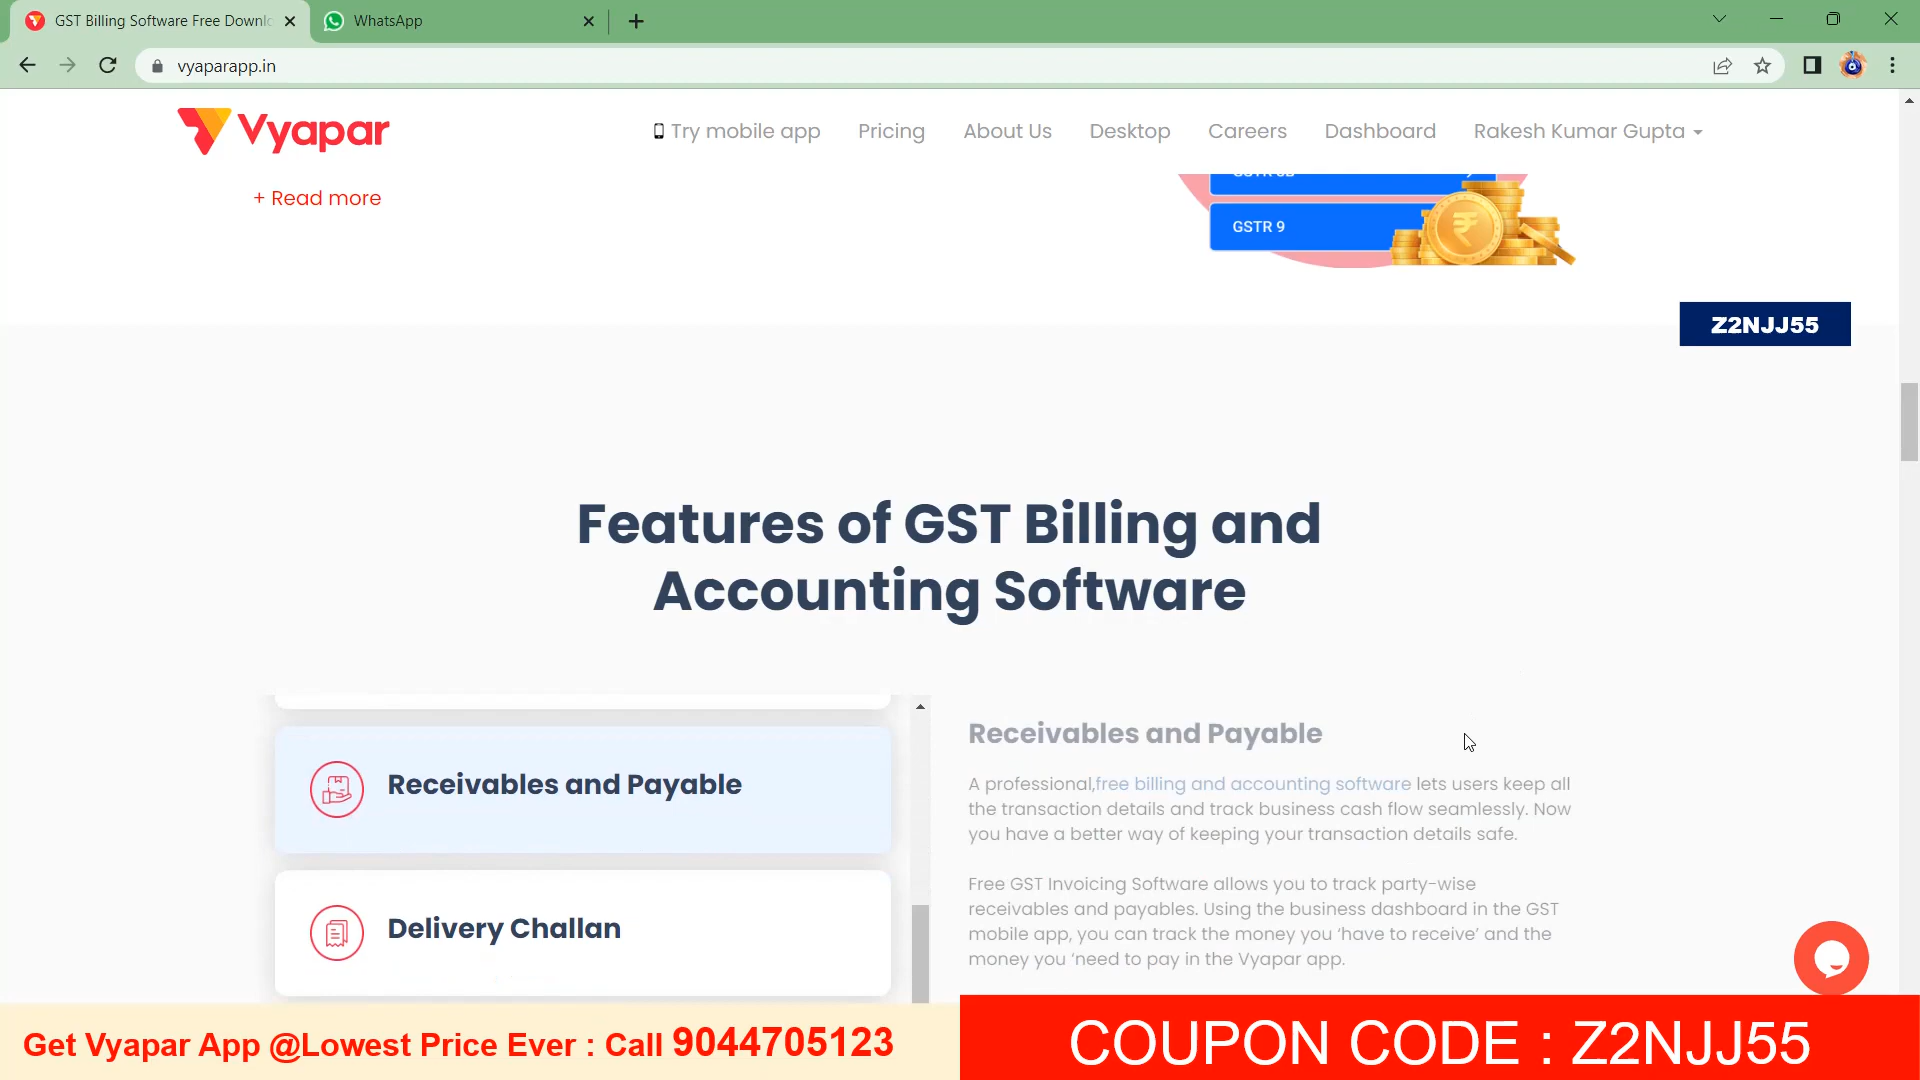 GST Billing Software Free Downlo
WhatsApp
vyaparapp.in
Vyapar
Try mobile app
Pricing
About Us
Desktop
Careers
Dashboard
Rakesh Kumar Gupta
+ Read more
GSTR 9
Z2NJJ55
Features of GST Billing and
Accounting Software
Receivables and Payable
Delivery Challan
Receivables and Payable
A professional,free billing and accounting software lets users keep all
the transaction details and track business cash flow seamlessly. Now
you have a better way of keeping your transaction details safe.
Free GST Invoicing Software allows you to track party-wise
receivables and payables. Using the business dashboard in the GST
mobile app, you can track the money you ‘have to receive’ and the
money you ‘need to pay in the Vyapar app.
Get Vyapar App @Lowest Price Ever : Call 9044705123
COUPON CODE : Z2NJJ55